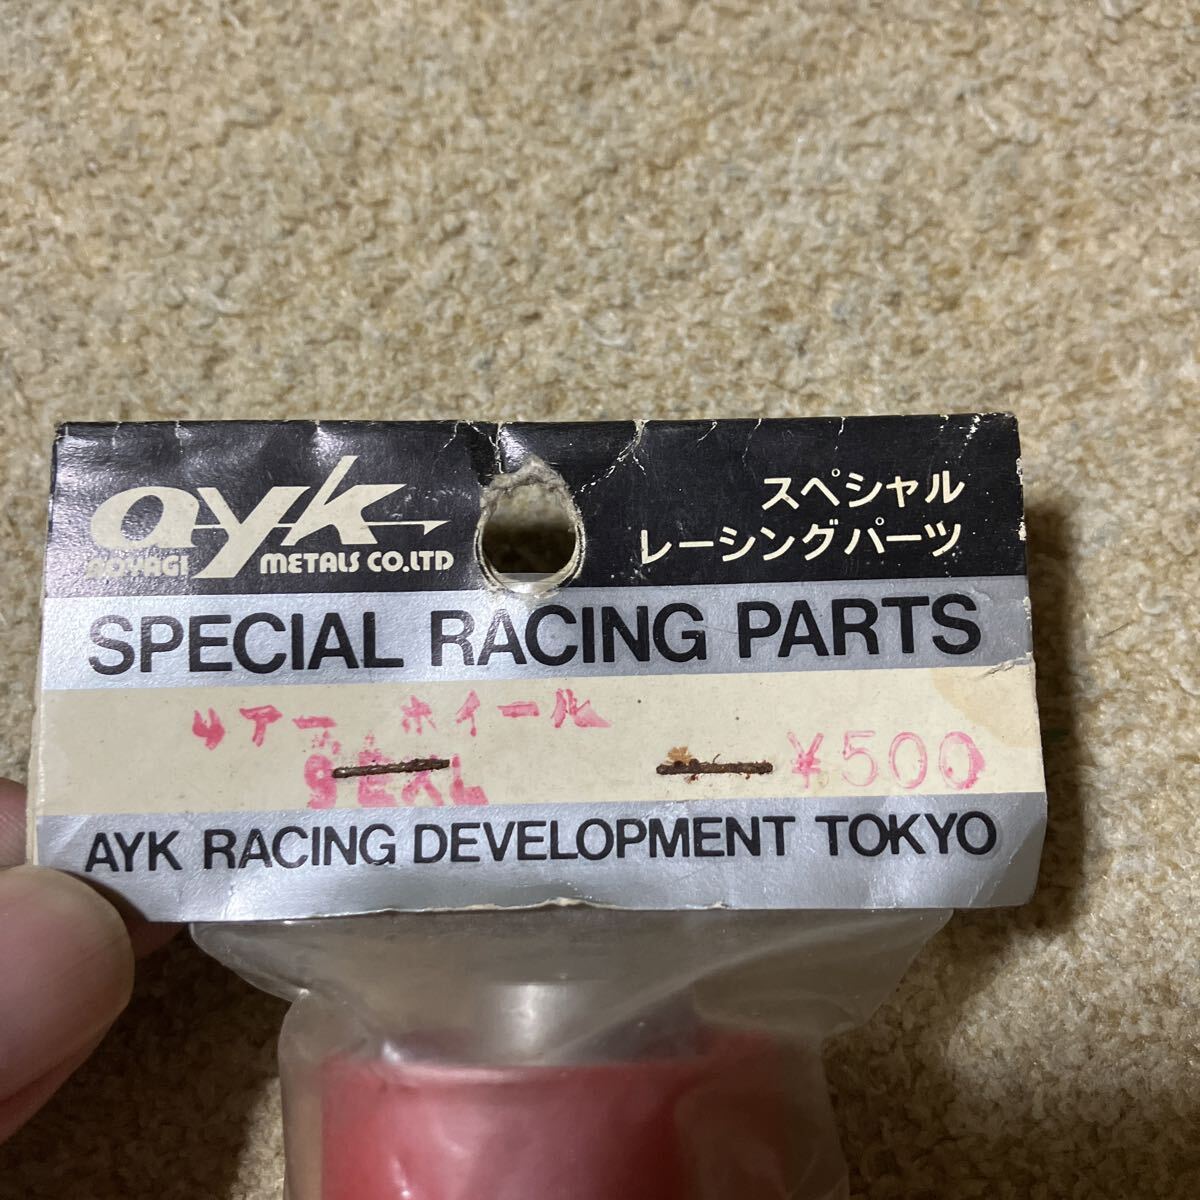 ayk
AOYAGI METALS CO.LTD
スペシャル
レーシングパーツ
SPECIAL RACING PARTS
リアー ホイール
¥500
AYK RACING DEVELOPMENT TOKYO